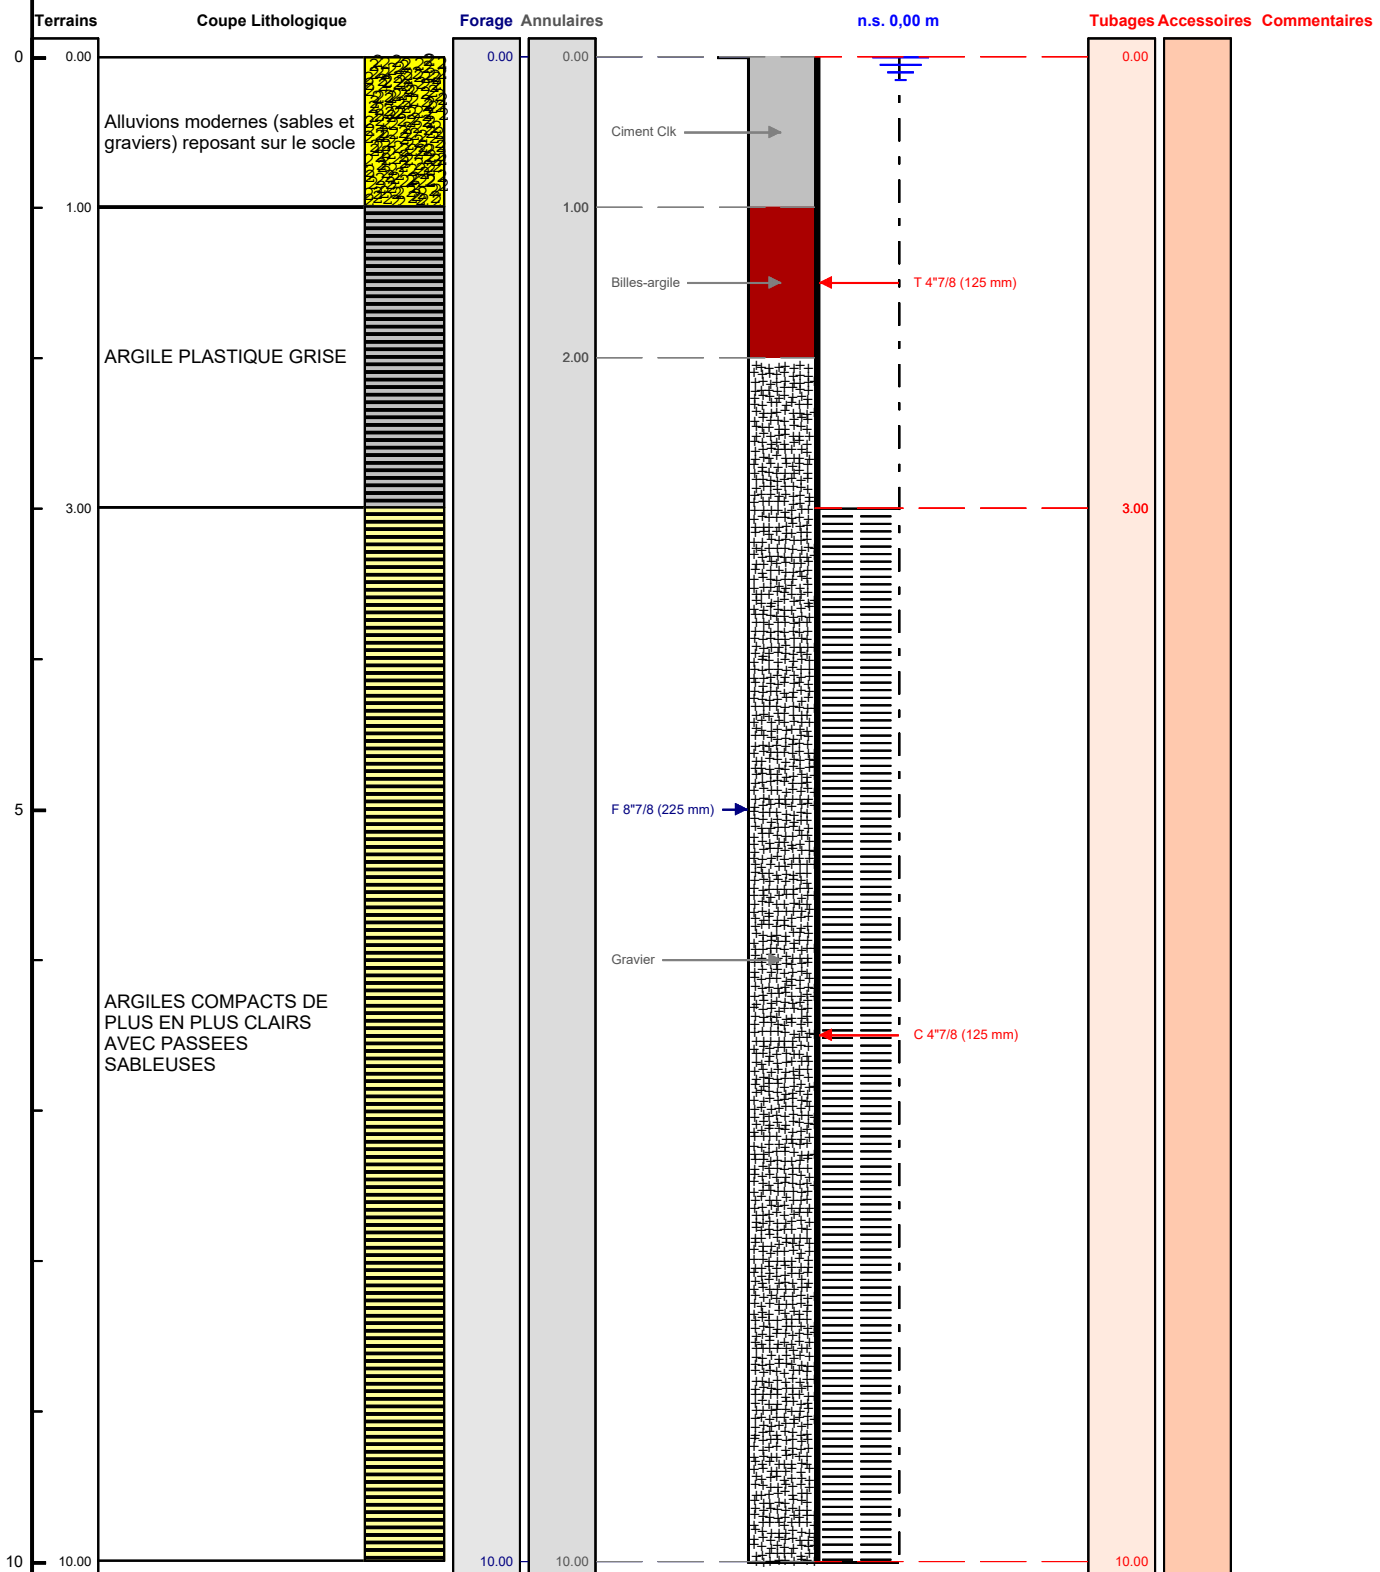 Terrains Coupe Lithologique Forage Annulaires n.s. 0,00 m Tubages Accessoires Commentaires
0 0.00 0.00 0.00 0.00
Alluvions modernes (sables et
graviers) reposant sur le socle
Ciment Clk
1.00 1.00
Billes-argile T 4"7/8 (125 mm)
ARGILE PLASTIQUE GRISE 2.00
3.00 3.00
5 F 8"7/8 (225 mm)
Gravier
ARGILES COMPACTS DE
PLUS EN PLUS CLAIRS
AVEC PASSEES
SABLEUSES
C 4"7/8 (125 mm)
10 10.00 10.00 10.00 10.00